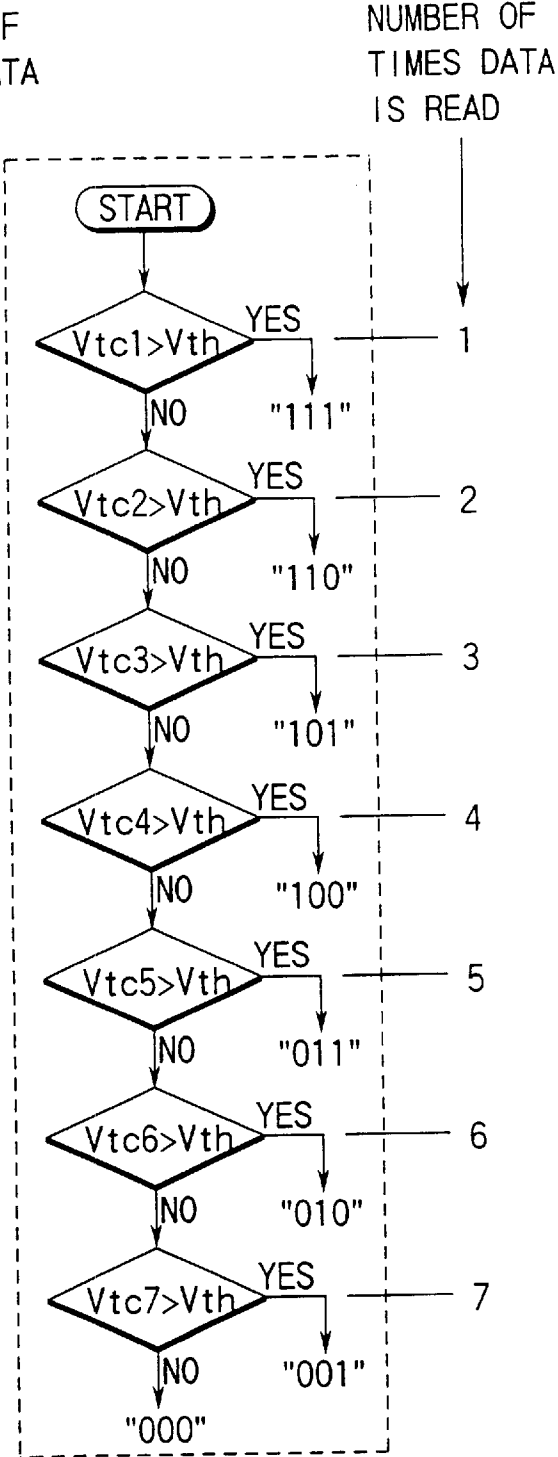 F
TA
NUMBER OF
TIMES DATA
IS READ
START
Vtc1>Vth
YES
1
"111"
NO
Vtc2>Vth
YES
2
"110"
NO
Vtc3>Vth
YES
3
"101"
NO
Vtc4>Vth
YES
4
"100"
NO
Vtc5>Vth
YES
5
"011"
NO
Vtc6>Vth
YES
6
"010"
NO
Vtc7>Vth
YES
7
"001"
NO
"000"